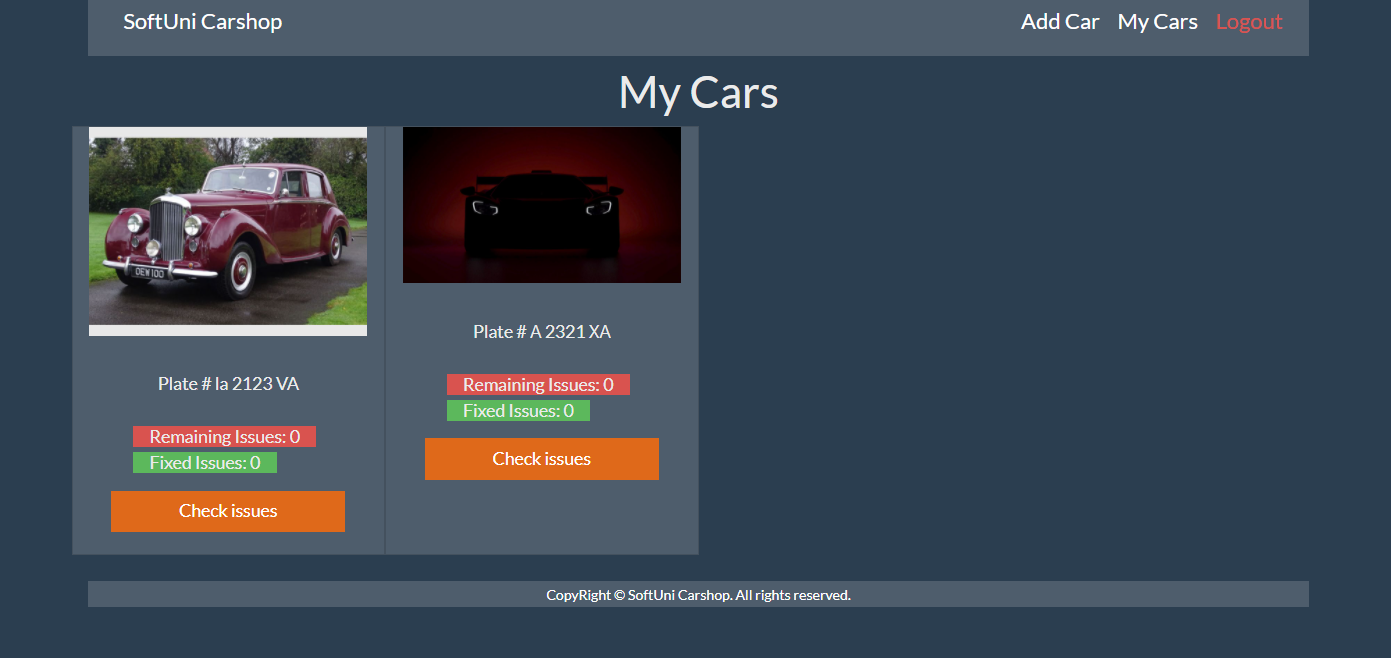 SoftUni Carshop
Add Car My Cars Logout
My Cars
OEW 100
Plate # la 2123 VA
Remaining Issues: 0
Fixed Issues: 0
Check issues
Plate # A 2321 XA
Remaining Issues: 0
Fixed Issues: 0
Check issues
CopyRight © SoftUni Carshop. All rights reserved.